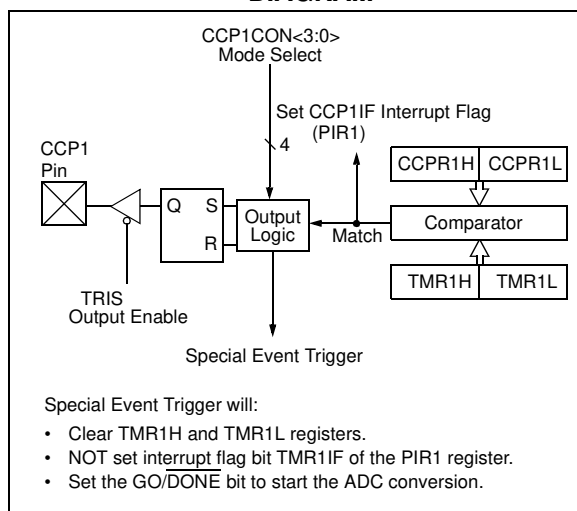 CCP1CON<3:0>
Mode Select
Set CCP1IF Interrupt Flag
(PIR1)
4
CCP1
Pin
CCPR1H CCPR1L
Q S
R
Output
Logic
Match
Comparator
TRIS
Output Enable
TMR1H TMR1L
Special Event Trigger
Special Event Trigger will:
• Clear TMR1H and TMR1L registers.
• NOT set interrupt flag bit TMR1IF of the PIR1 register.
• Set the GO/DONE bit to start the ADC conversion.